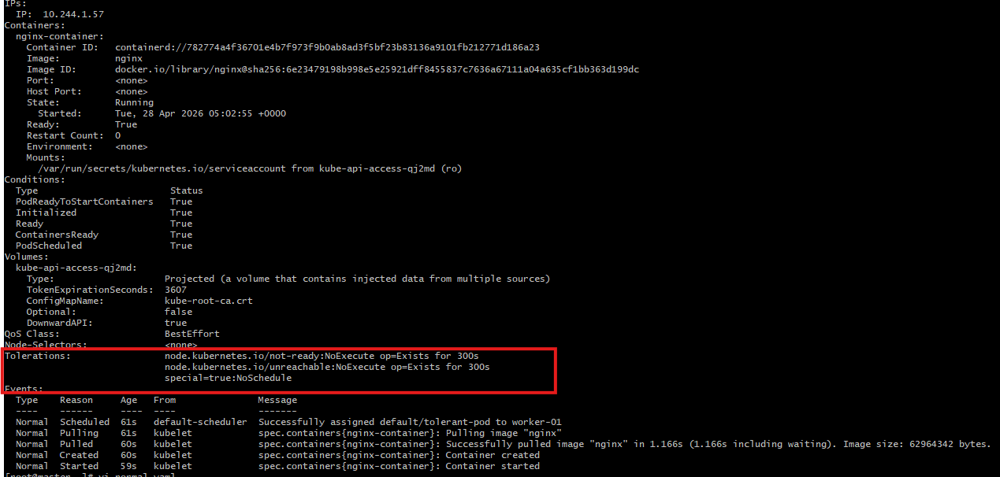 IPs:
  IP:  10.244.1.57
Containers:
  nginx-container:
    Container ID:   containerd://782774a4f36701e4b7f973f9b0ab8ad3f5bf23b83136a9101fb212771d186a23
    Image:          nginx
    Image ID:       docker.io/library/nginx@sha256:6e23479198b998e5e25921dff8455837c7636a67111a04a635cf1bb363d199dc
    Port:           <none>
    Host Port:      <none>
    State:          Running
      Started:      Tue, 28 Apr 2026 05:02:55 +0000
    Ready:          True
    Restart Count:  0
    Environment:    <none>
    Mounts:
      /var/run/secrets/kubernetes.io/serviceaccount from kube-api-access-qj2md (ro)
Conditions:
  Type                        Status
  PodReadyToStartContainers   True
  Initialized                 True
  Ready                       True
  ContainersReady             True
  PodScheduled                True
Volumes:
  kube-api-access-qj2md:
    Type:                    Projected (a volume that contains injected data from multiple sources)
    TokenExpirationSeconds:  3607
    ConfigMapName:           kube-root-ca.crt
    Optional:                false
    DownwardAPI:             true
QoS Class:                   BestEffort
Node-Selectors:              <none>
Tolerations:                 node.kubernetes.io/not-ready:NoExecute op=Exists for 300s
                             node.kubernetes.io/unreachable:NoExecute op=Exists for 300s
                             special=true:NoSchedule
Events:
  Type    Reason     Age   From               Message
  ----    ------     ----  ----               -------
  Normal  Scheduled  61s   default-scheduler  Successfully assigned default/tolerant-pod to worker-01
  Normal  Pulling    61s   kubelet            spec.containers{nginx-container}: Pulling image "nginx"
  Normal  Pulled     60s   kubelet            spec.containers{nginx-container}: Successfully pulled image "nginx" in 1.166s (1.166s including waiting). Image size: 62964342 bytes.
  Normal  Created    60s   kubelet            spec.containers{nginx-container}: Container created
  Normal  Started    59s   kubelet            spec.containers{nginx-container}: Container started
[root@master ~]# vi normal.yaml